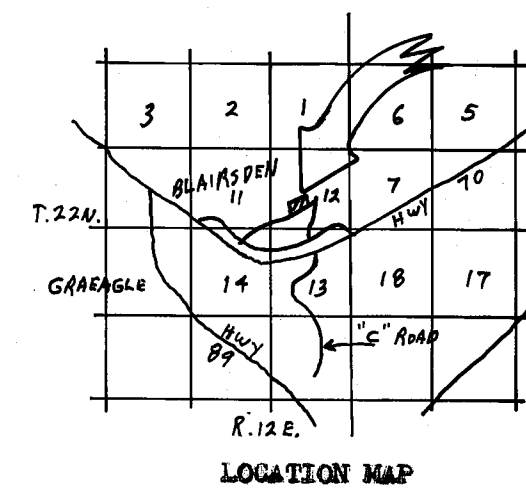 3 2 1 6 5
BLAIRSDEN
11 12 7 HWY 70
T.22N.
GRAEAGLE 14 13 18 17
"C" ROAD
HWY
89
R.12E.
LOCATION MAP